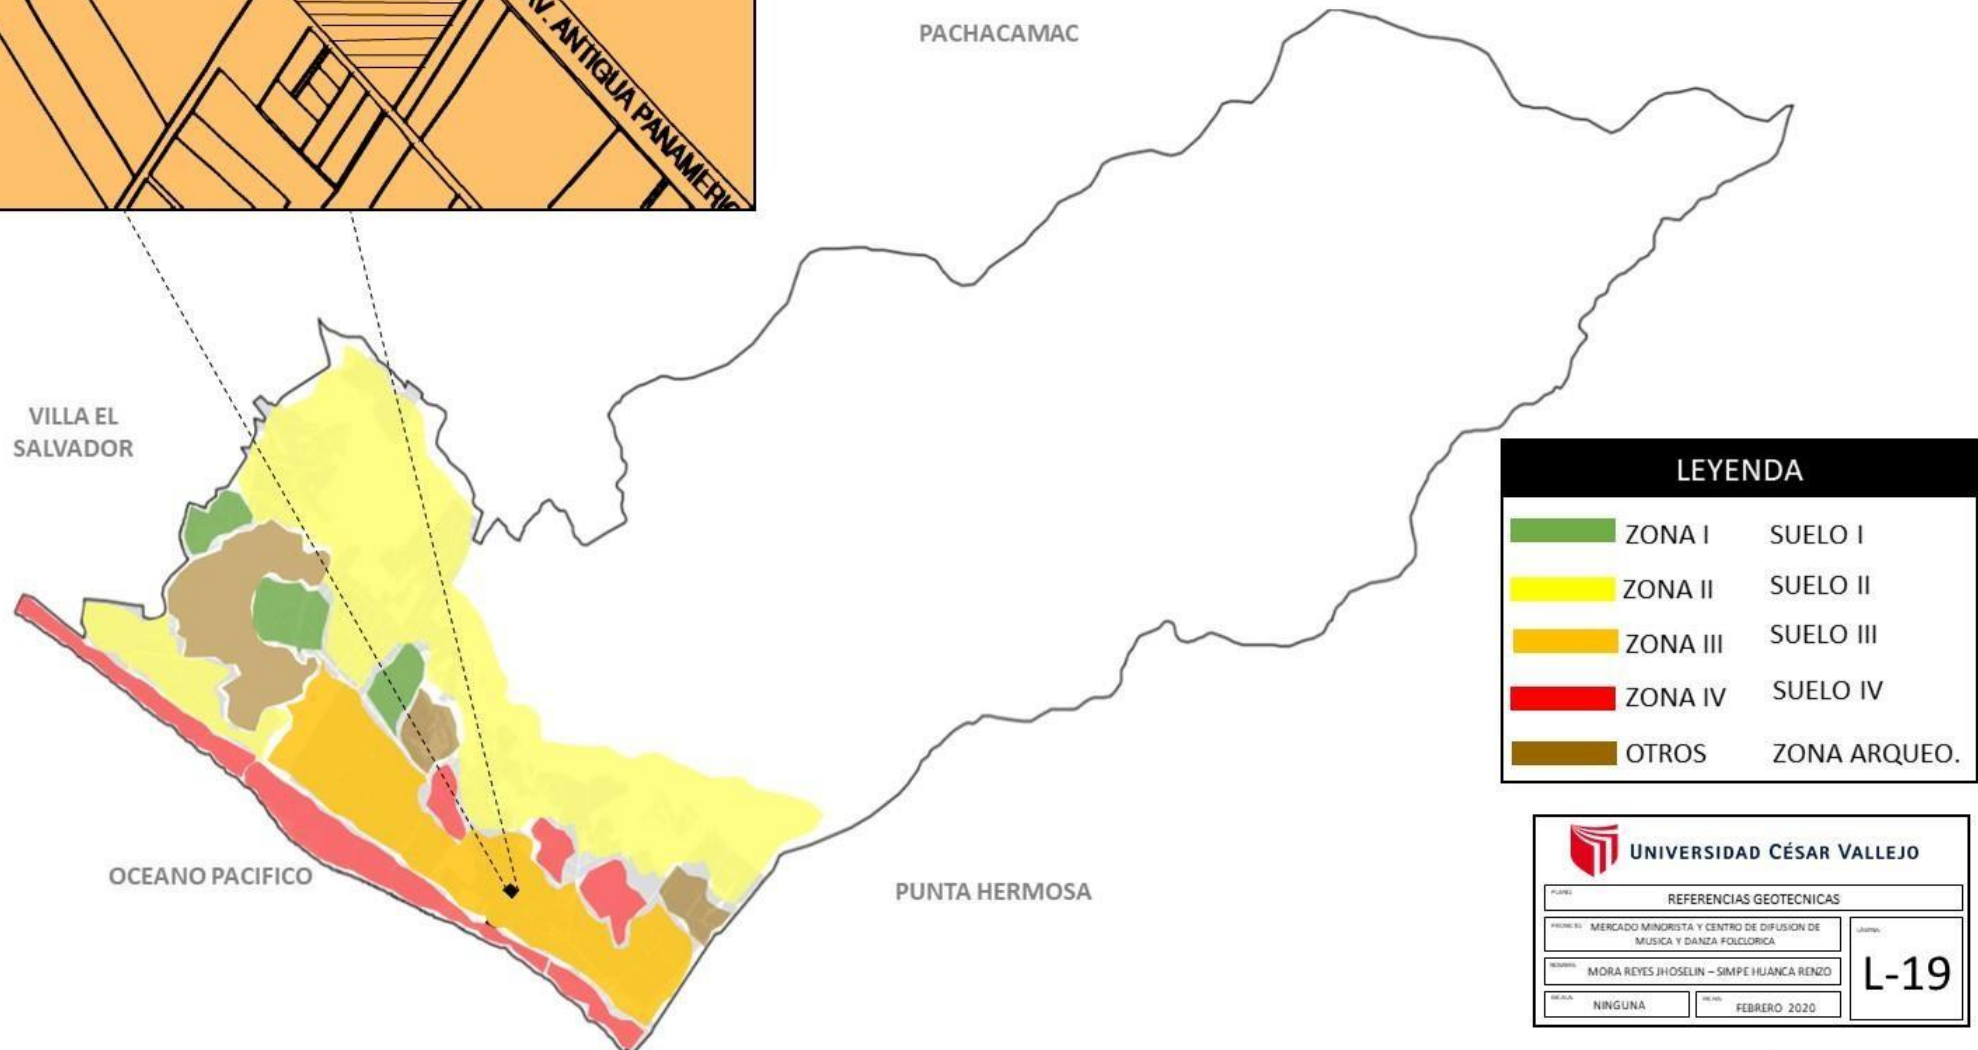 AV. ANTIGUA PANAMERIC
PACHACAMAC
VILLA EL
SALVADOR
OCEANO PACIFICO
PUNTA HERMOSA
LEYENDA
ZONA I SUELO I
ZONA II SUELO II
ZONA III SUELO III
ZONA IV SUELO IV
OTROS ZONA ARQUEO.
UNIVERSIDAD CÉSAR VALLEJO
REFERENCIAS GEOTECNICAS
MERCADO MINORISTA Y CENTRO DE DIFUSION DE
MUSICA Y DANZA FOLCLORICA
MORA REYES JHOSELIN – SIMPE HUANCA RENZO
NINGUNA
FEBRERO 2020
L-19